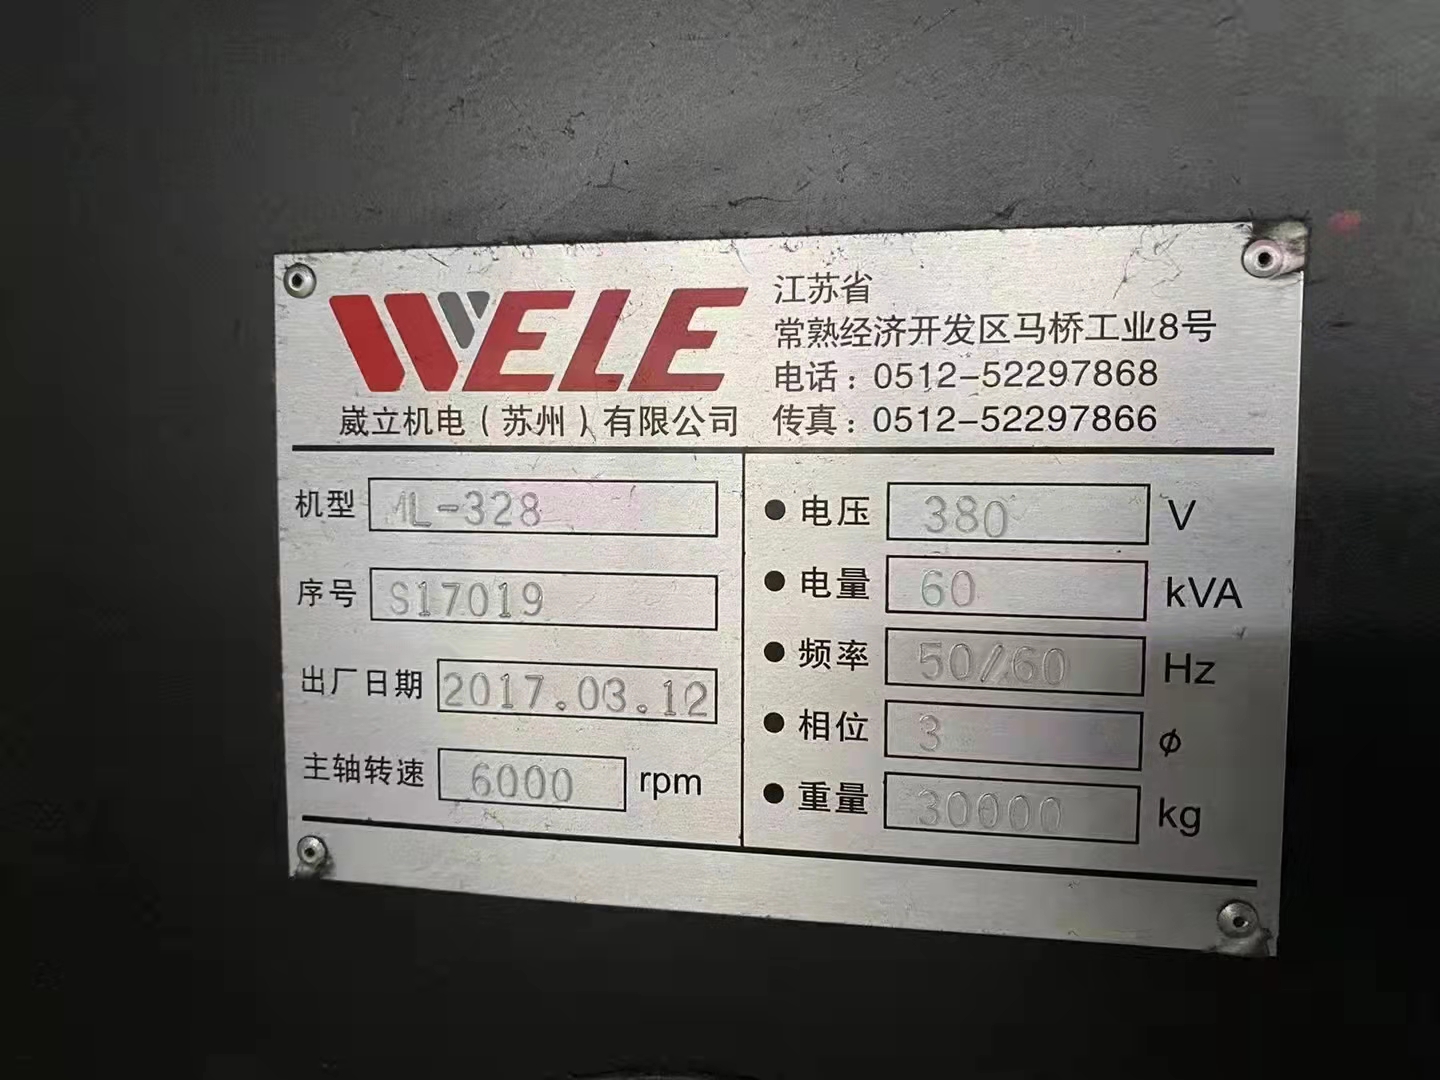 WELE
崴立机电（苏州）有限公司
江苏省
常熟经济开发区马桥工业8号
电话：0512-52297868
传真：0512-52297866
机型 ML-328
序号 S17019
出厂日期 2017.03.12
主轴转速 6000 rpm
● 电压 380 V
● 电量 60 kVA
● 频率 50/60 Hz
● 相位 3 ø
● 重量 30000 kg